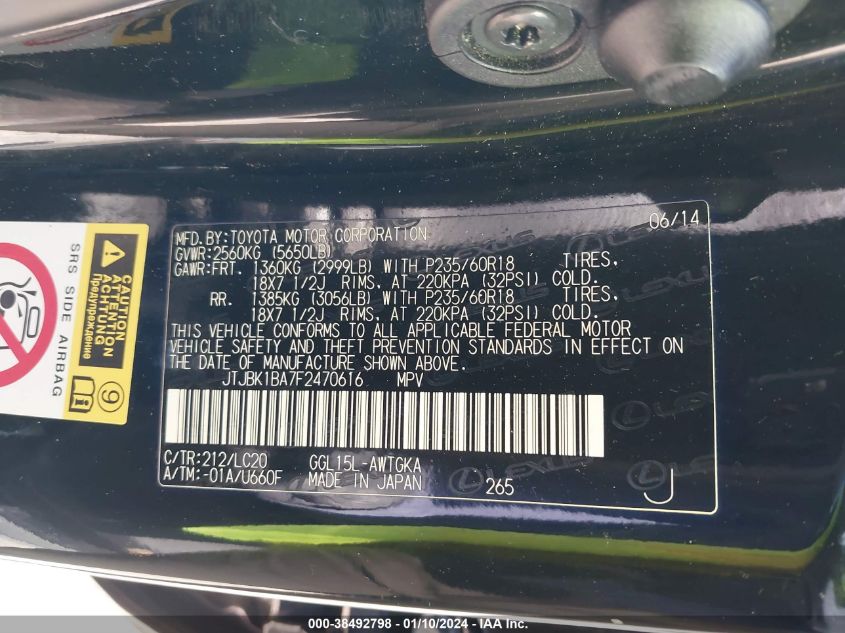 06/14
MFD.BY:TOYOTA MOTOR CORPORATION
GVWR:2560KG (5650LB)
GAWR:FRT. 1360KG (2999LB) WITH P235/60R18 TIRES.
18X7 1/2J RIMS. AT 220KPA (32PSI) COLD.
RR. 1385KG (3056LB) WITH P235/60R18 TIRES.
18X7 1/2J RIMS. AT 220KPA (32PSI) COLD.
THIS VEHICLE CONFORMS TO ALL APPLICABLE FEDERAL MOTOR
VEHICLE SAFETY AND THEFT PREVENTION STANDARDS IN EFFECT ON
THE DATE OF MANUFACTURE SHOWN ABOVE.
JTJBK1BA7F2470616 MPV
C/TR:212/LC20 GGL15L-AWTGKA
A/TM:-01A/U660F MADE IN JAPAN 265 J
LEXUS
SRS SIDE AIRBAG
CAUTION
ATTENTION
ACHTUNG
Предупреждение
9
i
000-38492798 - 01/10/2024 - IAA Inc.